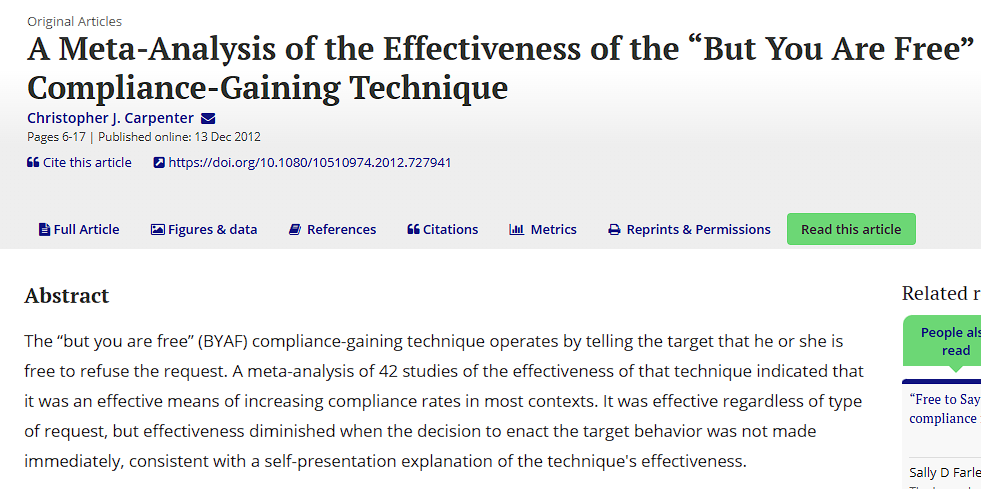 Original Articles
A Meta-Analysis of the Effectiveness of the “But You Are Free”
Compliance-Gaining Technique
Christopher J. Carpenter
Pages 6-17 | Published online: 13 Dec 2012
Cite this article https://doi.org/10.1080/10510974.2012.727941
Full Article Figures & data References Citations Metrics Reprints & Permissions Read this article
Abstract
The “but you are free” (BYAF) compliance-gaining technique operates by telling the target that he or she is
free to refuse the request. A meta-analysis of 42 studies of the effectiveness of that technique indicated that
it was an effective means of increasing compliance rates in most contexts. It was effective regardless of type
of request, but effectiveness diminished when the decision to enact the target behavior was not made
immediately, consistent with a self-presentation explanation of the technique's effectiveness.
Related r
People als
read
“Free to Say
compliance
Sally D Farle